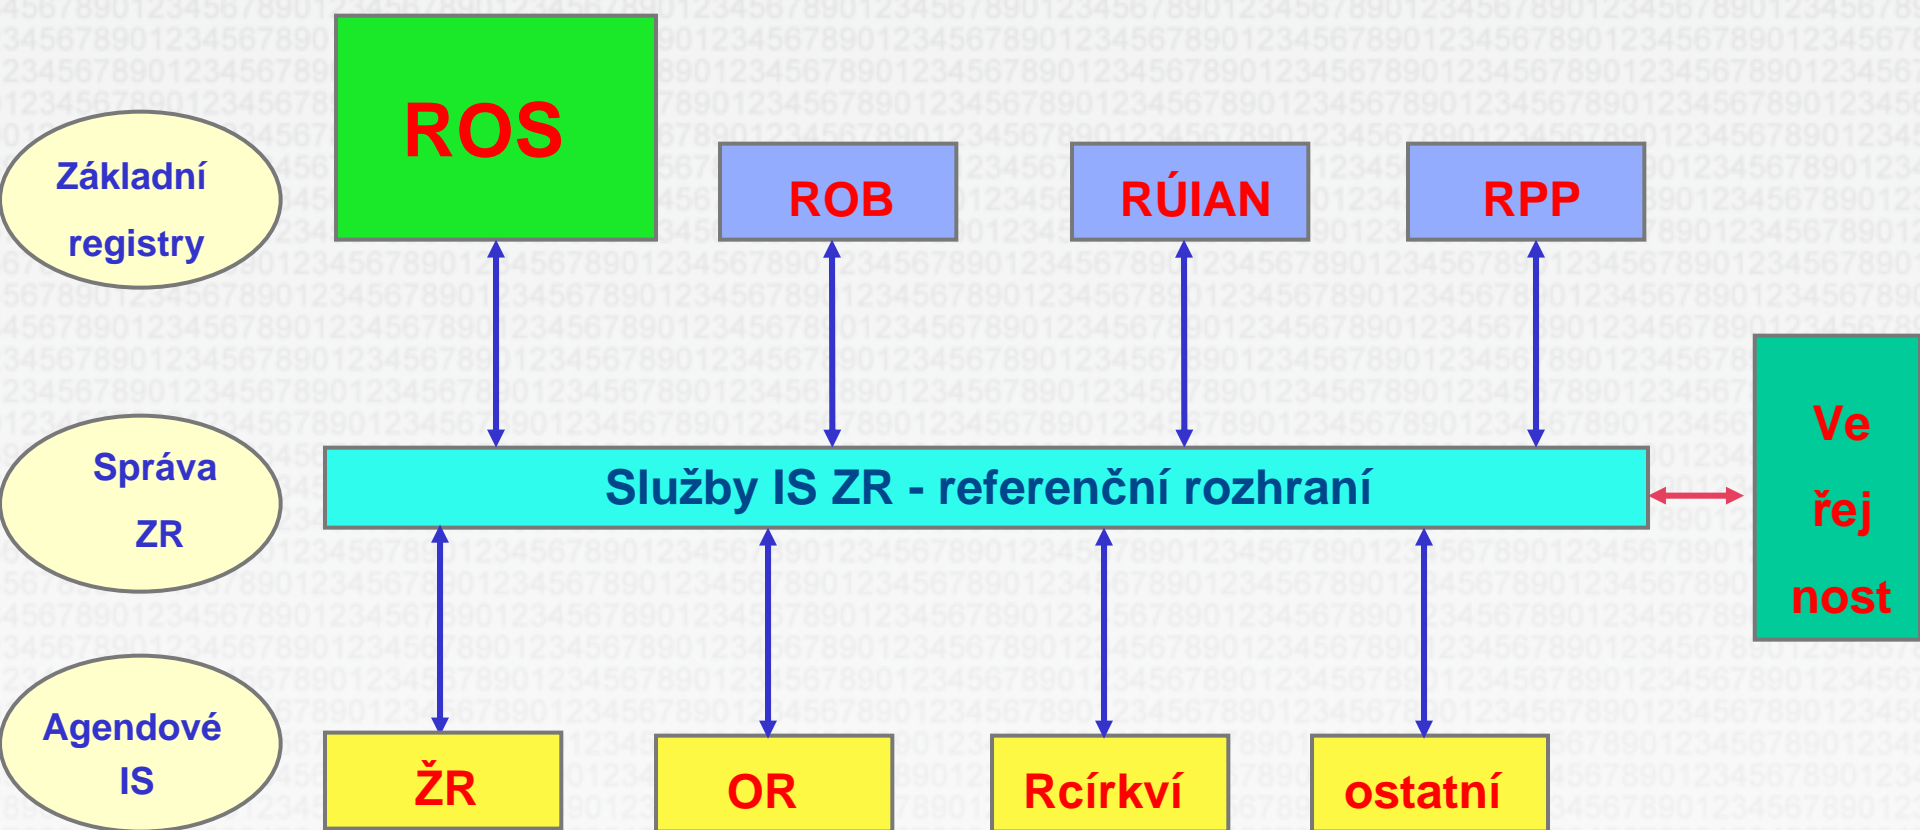 ROS
ROB
RÚIAN
RPP
Základní
registry
Ve
řej
nost
Správa
ZR
Služby IS ZR - referenční rozhraní
Agendové
IS
ŽR
OR
Rcírkví
ostatní